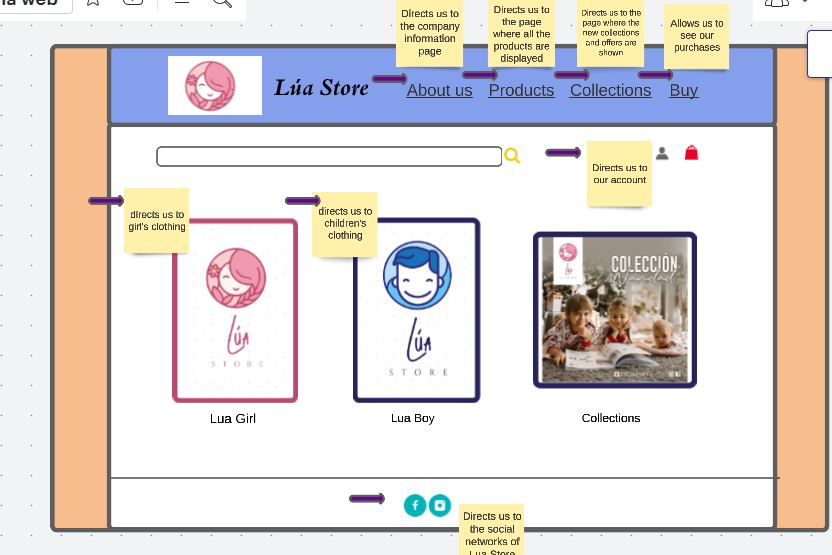 a web
Directs us to
the company
information
page
Directs us to
the page
where all the
products are
displayed
Directs us to the
page where the
new collections
and offers are
shown
Allows us to
see our
purchases
Lúa Store
About us
Products
Collections
Buy
Directs us to
our account
directs us to
girl's clothing
directs us to
children's
clothing
Lúa
STORE
Lúa
STORE
COLECCIÓN
Navidad
Lua Girl
Lua Boy
Collections
Directs us to
the social
networks of
Lua Store